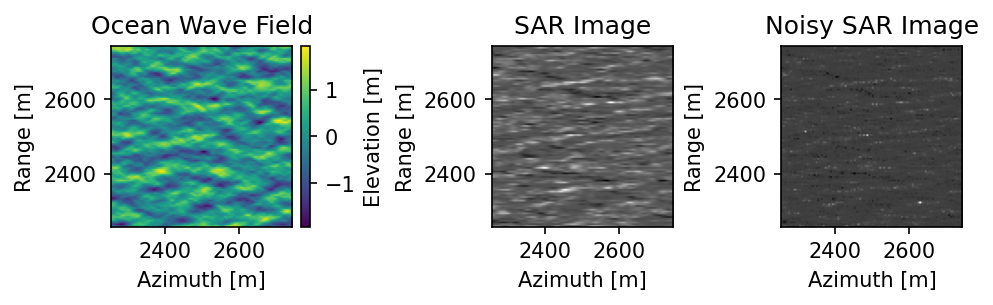 Ocean Wave Field
Range [m]
2600
2400
2400 2600
Azimuth [m]
1
0
−1
Elevation [m]
SAR Image
Range [m]
2600
2400
2400 2600
Azimuth [m]
Noisy SAR Image
Range [m]
2600
2400
2400 2600
Azimuth [m]